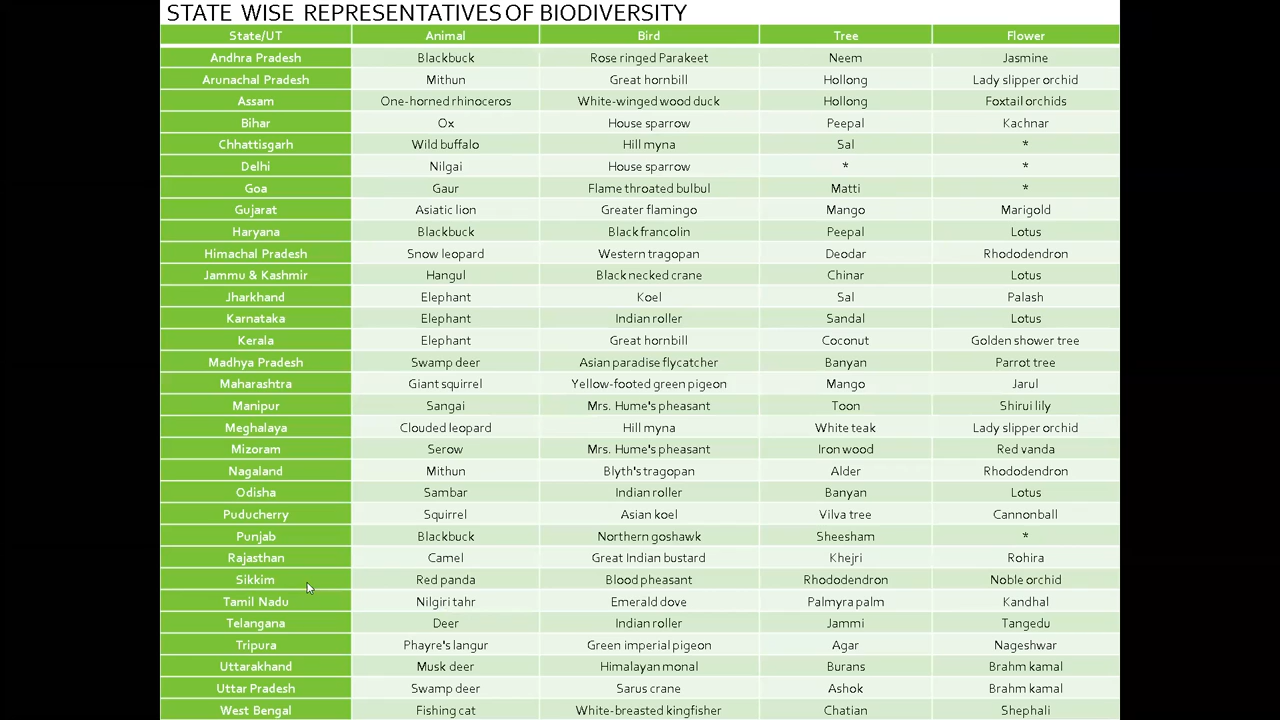 STATE WISE REPRESENTATIVES OF BIODIVERSITY
State/UT Animal Bird Tree Flower
Andhra Pradesh Blackbuck Rose ringed Parakeet Neem Jasmine
Arunachal Pradesh Mithun Great hornbill Hollong Lady slipper orchid
Assam One-horned rhinoceros White-winged wood duck Hollong Foxtail orchids
Bihar Ox House sparrow Peepal Kachnar
Chhattisgarh Wild buffalo Hill myna Sal *
Delhi Nilgai House sparrow * *
Goa Gaur Flame throated bulbul Matti *
Gujarat Asiatic lion Greater flamingo Mango Marigold
Haryana Blackbuck Black francolin Peepal Lotus
Himachal Pradesh Snow leopard Western tragopan Deodar Rhododendron
Jammu & Kashmir Hangul Black necked crane Chinar Lotus
Jharkhand Elephant Koel Sal Palash
Karnataka Elephant Indian roller Sandal Lotus
Kerala Elephant Great hornbill Coconut Golden shower tree
Madhya Pradesh Swamp deer Asian paradise flycatcher Banyan Parrot tree
Maharashtra Giant squirrel Yellow-footed green pigeon Mango Jarul
Manipur Sangai Mrs. Hume's pheasant Toon Shirui lily
Meghalaya Clouded leopard Hill myna White teak Lady slipper orchid
Mizoram Serow Mrs. Hume's pheasant Iron wood Red vanda
Nagaland Mithun Blyth's tragopan Alder Rhododendron
Odisha Sambar Indian roller Banyan Lotus
Puducherry Squirrel Asian koel Vilva tree Cannonball
Punjab Blackbuck Northern goshawk Sheesham *
Rajasthan Camel Great Indian bustard Khejri Rohira
Sikkim Red panda Blood pheasant Rhododendron Noble orchid
Tamil Nadu Nilgiri tahr Emerald dove Palmyra palm Kandhal
Telangana Deer Indian roller Jammi Tangedu
Tripura Phayre's langur Green imperial pigeon Agar Nageshwar
Uttarakhand Musk deer Himalayan monal Burans Brahm kamal
Uttar Pradesh Swamp deer Sarus crane Ashok Brahm kamal
West Bengal Fishing cat White-breasted kingfisher Chatian Shephali